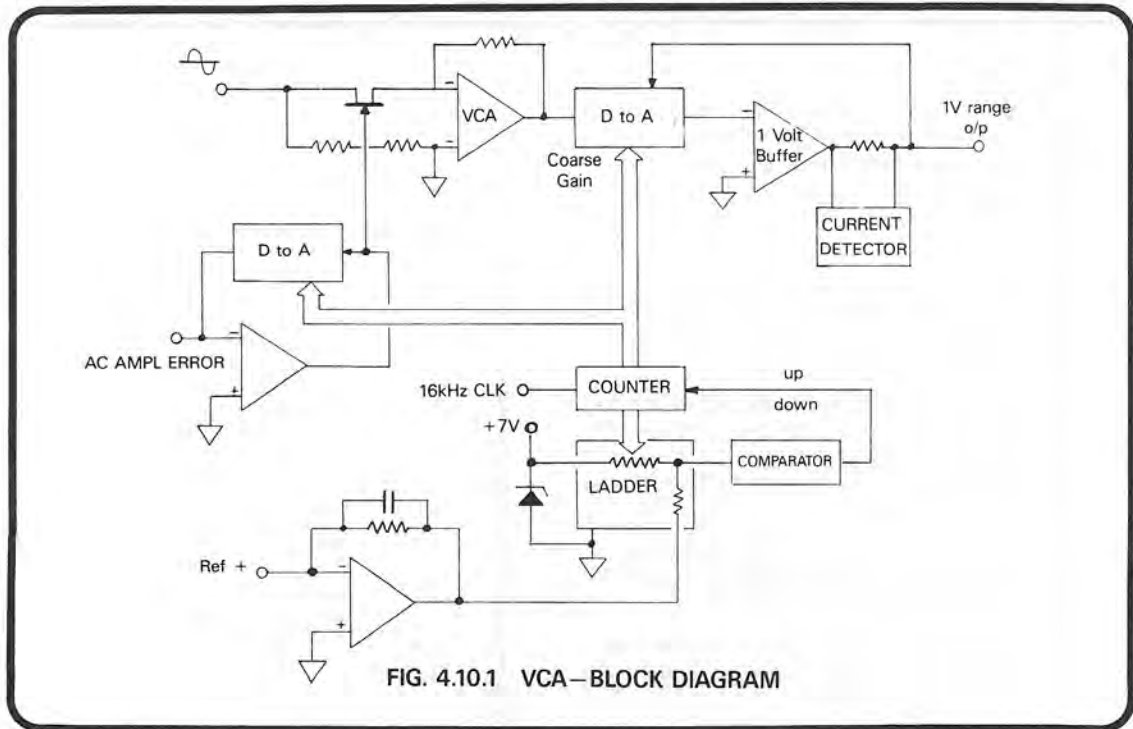 VCA
−
−
D to A
Coarse
Gain
−
+
1 Volt
Buffer
1V range
o/p
CURRENT
DETECTOR
D to A
AC AMPL ERROR
−
+
16kHz CLK
COUNTER
up
down
+7V
LADDER
COMPARATOR
Ref +
−
+
FIG. 4.10.1 VCA—BLOCK DIAGRAM